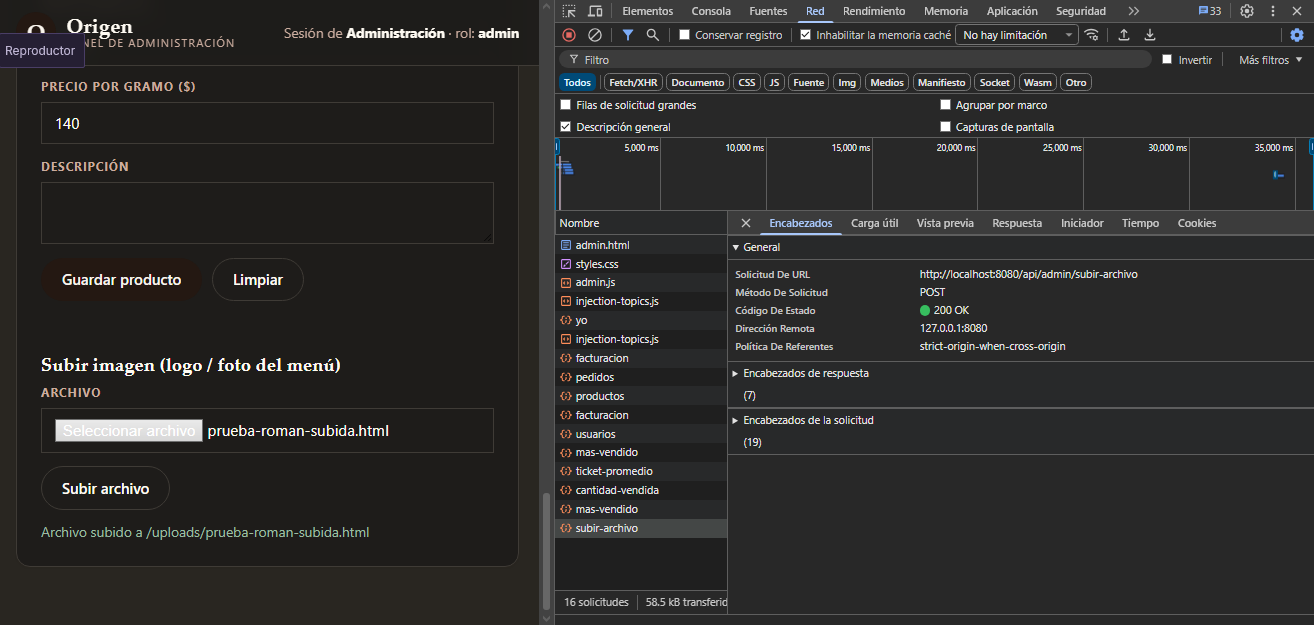 Origen
NEL DE ADMINISTRACIÓN
Reproductor
Sesión de Administración · rol: admin
PRECIO POR GRAMO ($)
140
DESCRIPCIÓN
Guardar producto
Limpiar
Subir imagen (logo / foto del menú)
ARCHIVO
Seleccionar archivo prueba-roman-subida.html
Subir archivo
Archivo subido a /uploads/prueba-roman-subida.html
Elementos Consola Fuentes Red Rendimiento Memoria Aplicación Seguridad 33
Conservar registro Inhabilitar la memoria caché No hay limitación
Filtro Invertir Más filtros
Todos Fetch/XHR Documento CSS JS Fuente Img Medios Manifiesto Socket Wasm Otro
Filas de solicitud grandes Agrupar por marco
Descripción general Capturas de pantalla
5,000 ms 10,000 ms 15,000 ms 20,000 ms 25,000 ms 30,000 ms 35,000 ms
Nombre
admin.html
styles.css
admin.js
injection-topics.js
yo
injection-topics.js
facturacion
pedidos
productos
facturacion
usuarios
mas-vendido
ticket-promedio
cantidad-vendida
mas-vendido
subir-archivo
16 solicitudes 58.5 kB transferid
Encabezados Carga útil Vista previa Respuesta Iniciador Tiempo Cookies
General
Solicitud De URL http://localhost:8080/api/admin/subir-archivo
Método De Solicitud POST
Código De Estado 200 OK
Dirección Remota 127.0.0.1:8080
Política De Referentes strict-origin-when-cross-origin
Encabezados de respuesta
(7)
Encabezados de la solicitud
(19)